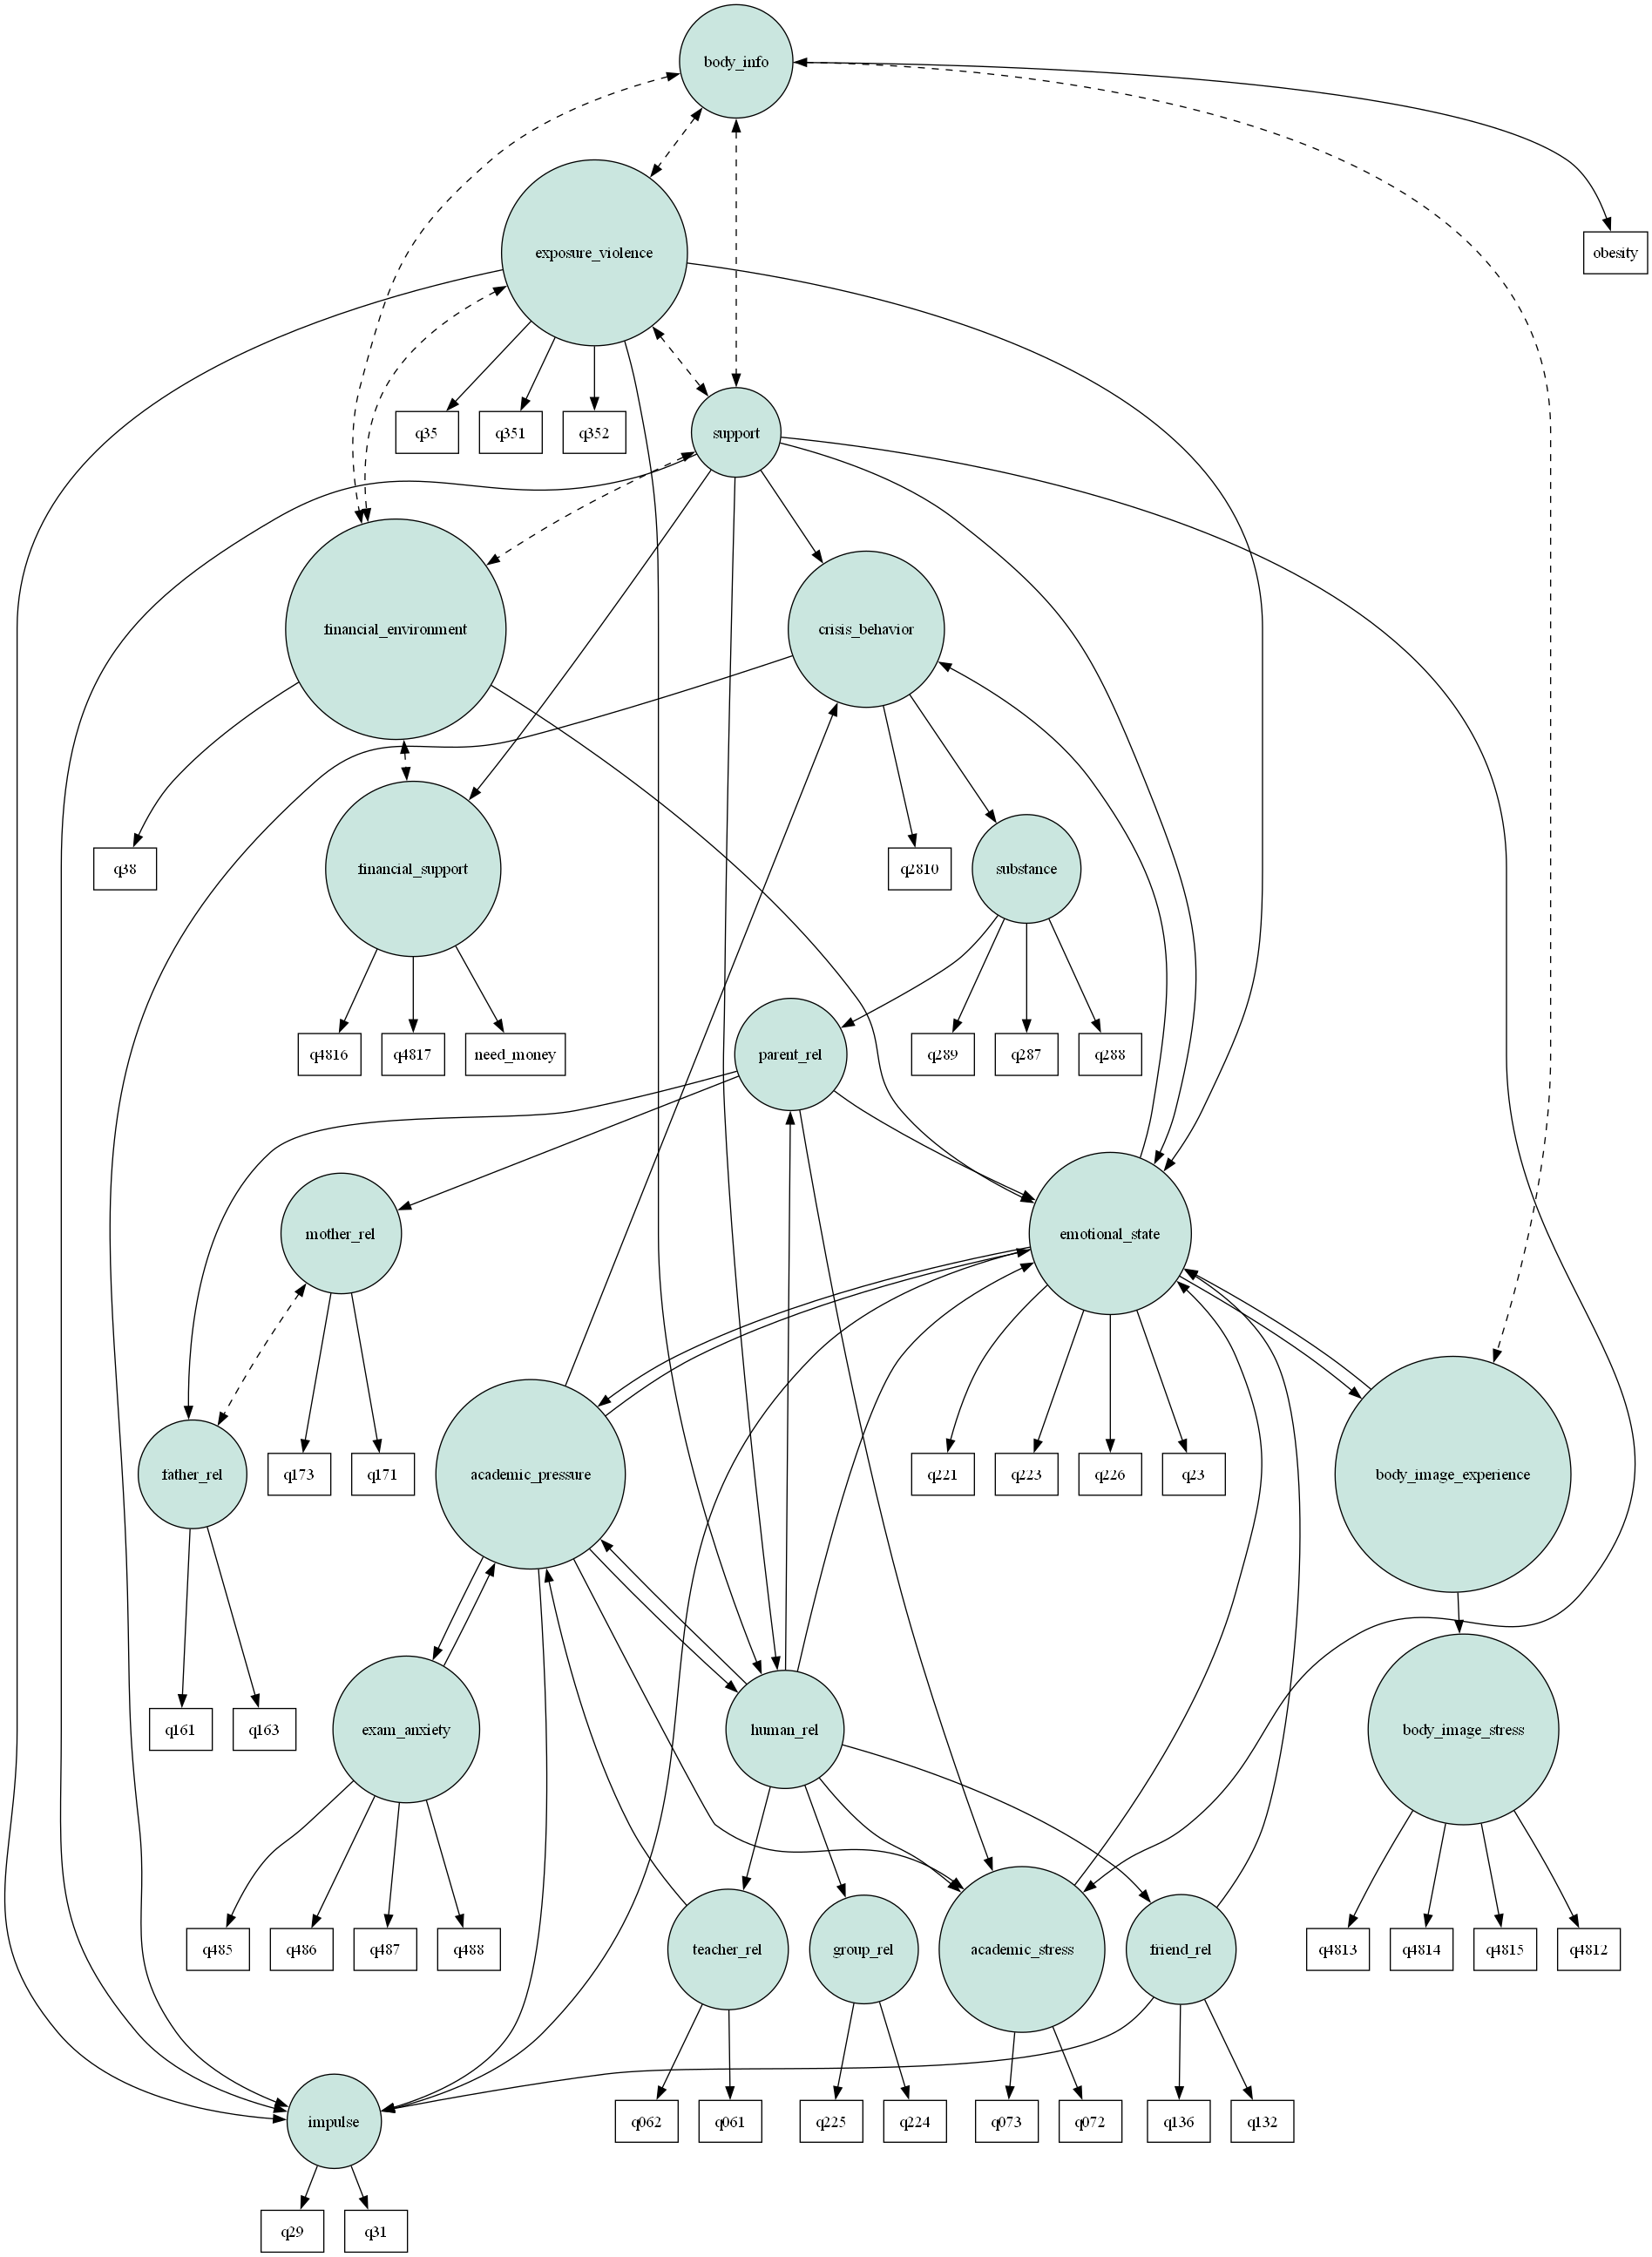 body_info
exposure_violence
obesity
q35
q351
q352
support
financial_environment
crisis_behavior
q38
financial_support
q2810
substance
q4816
q4817
need_money
parent_rel
q289
q287
q288
mother_rel
emotional_state
father_rel
q173
q171
academic_pressure
q221
q223
q226
q23
body_image_experience
q161
q163
exam_anxiety
human_rel
body_image_stress
q485
q486
q487
q488
teacher_rel
group_rel
academic_stress
friend_rel
q4813
q4814
q4815
q4812
impulse
q062
q061
q225
q224
q073
q072
q136
q132
q29
q31